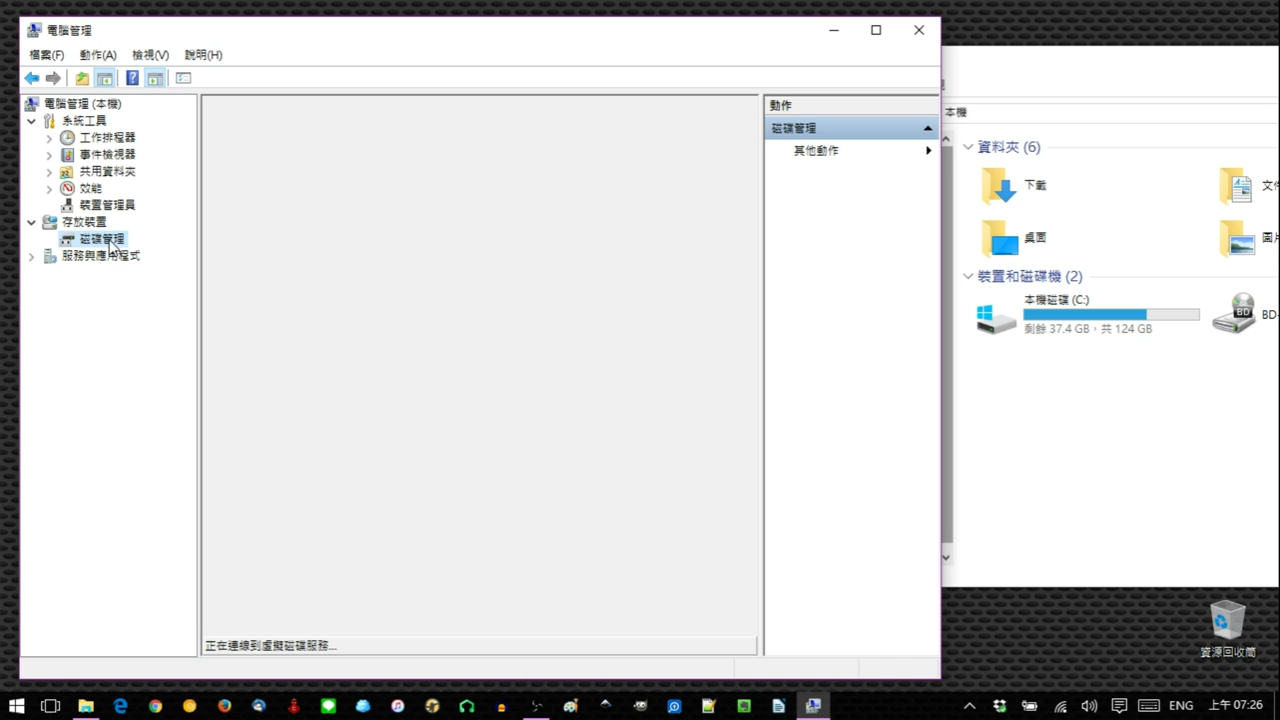 電腦管理
檔案(F) 動作(A) 檢視(V) 說明(H)
電腦管理 (本機)
系統工具
工作排程器
事件檢視器
共用資料夾
效能
裝置管理員
存放裝置
磁碟管理
服務與應用程式
正在連線到虛擬磁碟服務...
動作
磁碟管理
其他動作
本機
資料夾 (6)
下載
文件
桌面
圖片
裝置和磁碟機 (2)
本機磁碟 (C:)
剩餘 37.4 GB，共 124 GB
BD
BD-
資源回收筒
ENG
上午 07:26